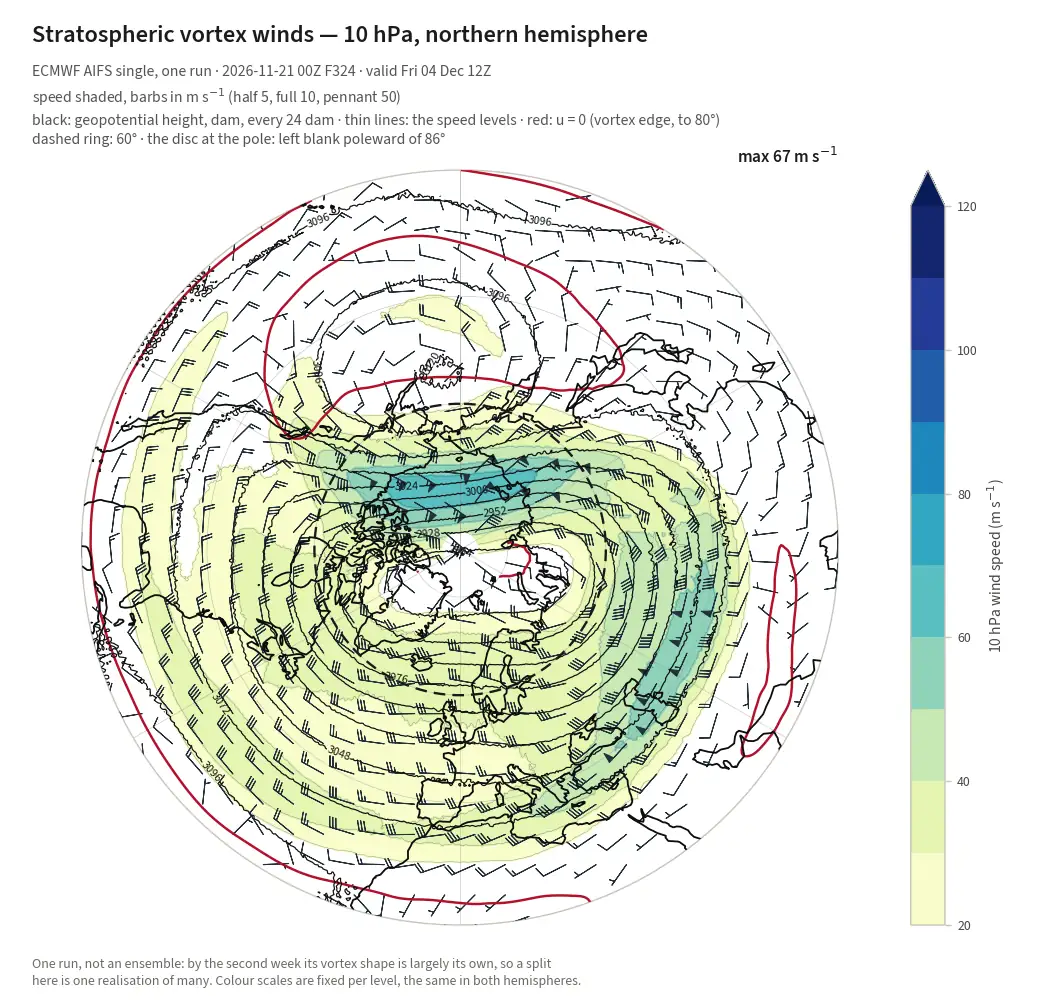 Stratospheric vortex winds — 10 hPa, northern hemisphere
ECMWF AIFS single, one run · 2026-11-21 00Z F324 · valid Fri 04 Dec 12Z
speed shaded, barbs in m s⁻¹ (half 5, full 10, pennant 50)
black: geopotential height, dam, every 24 dam · thin lines: the speed levels · red: u = 0 (vortex edge, to 80°)
dashed ring: 60° · the disc at the pole: left blank poleward of 86°
max 67 m s⁻¹
3096
3096
3096
3024
3000
2952
2928
2976
3072
3048
3096
120
100
80
60
40
20
10 hPa wind speed (m s⁻¹)
One run, not an ensemble: by the second week its vortex shape is largely its own, so a split
here is one realisation of many. Colour scales are fixed per level, the same in both hemispheres.